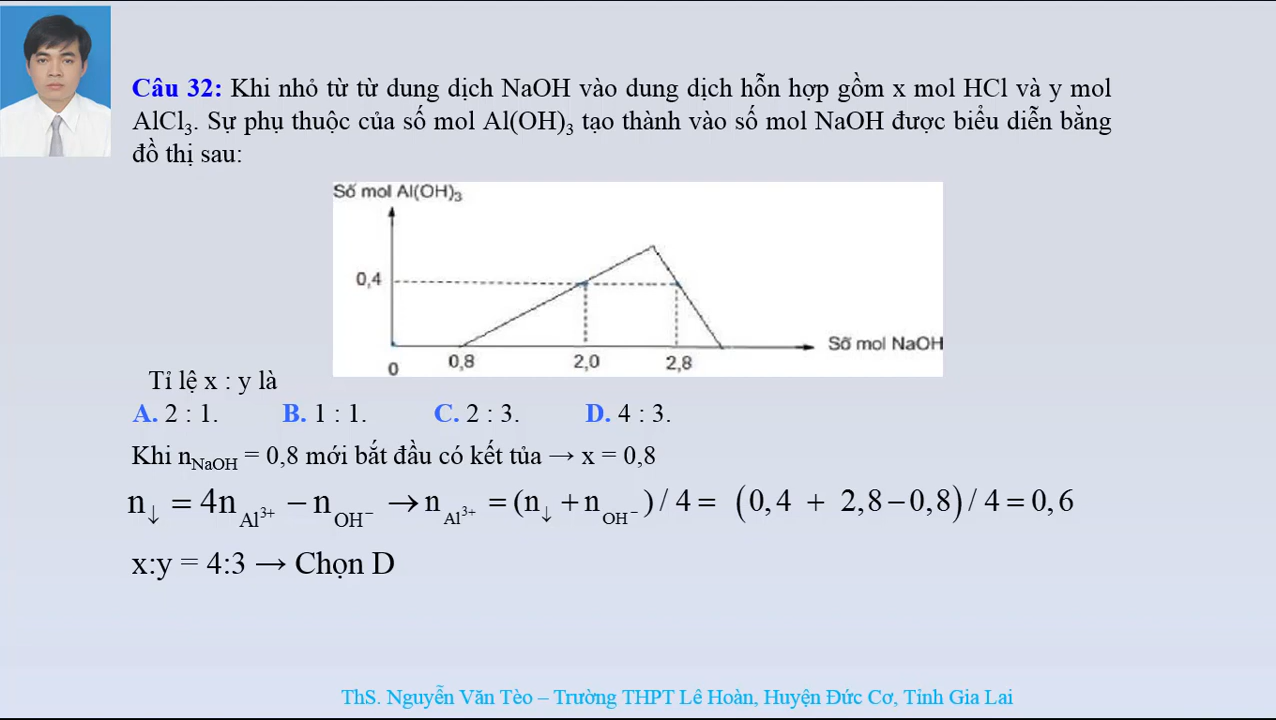 Câu 32: Khi nhỏ từ từ dung dịch NaOH vào dung dịch hỗn hợp gồm x mol HCl và y mol
AlCl₃. Sự phụ thuộc của số mol Al(OH)₃ tạo thành vào số mol NaOH được biểu diễn bằng
đồ thị sau:
Số mol Al(OH)₃
0,4
Số mol NaOH
0 0,8 2,0 2,8
Tỉ lệ x : y là
A. 2 : 1. B. 1 : 1. C. 2 : 3. D. 4 : 3.
Khi nNaOH = 0,8 mới bắt đầu có kết tủa → x = 0,8
n↓ = 4nAl³⁺ − nOH⁻ → nAl³⁺ = (n↓ + nOH⁻) / 4 = (0,4 + 2,8−0,8) / 4 = 0,6
x:y = 4:3 → Chọn D
ThS. Nguyễn Văn Tèo – Trường THPT Lê Hoàn, Huyện Đức Cơ, Tỉnh Gia Lai